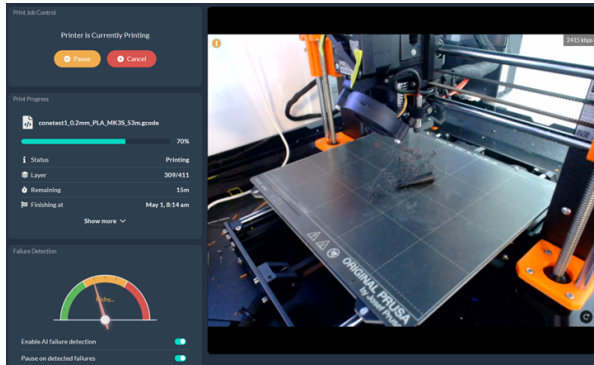 Print Job Control
Printer is Currently Printing
Pause
Cancel
Print Progress
conetest1_0.2mm_PLA_MK3S_53m.gcode
70%
Status Printing
Layer 309/411
Remaining 15m
Finishing at May 1, 8:14 am
Show more
Failure Detection
Fishy...
Enable AI failure detection
Pause on detected failures
2415 kbps
ORIGINAL PRUSA
by Josef Prusa